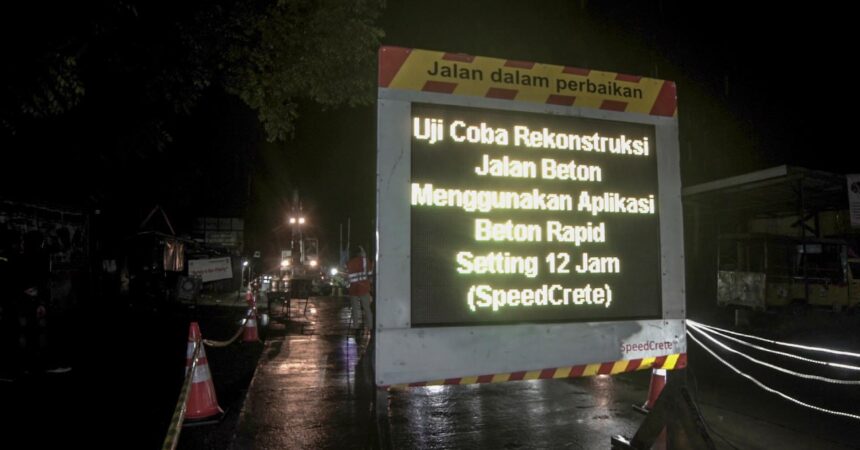 Jalan dalam perbaikan
Uji Coba Rekonstruksi
Jalan Beton
Menggunakan Aplikasi
Beton Rapid
Setting 12 Jam
(SpeedCrete)
SpeedCrete